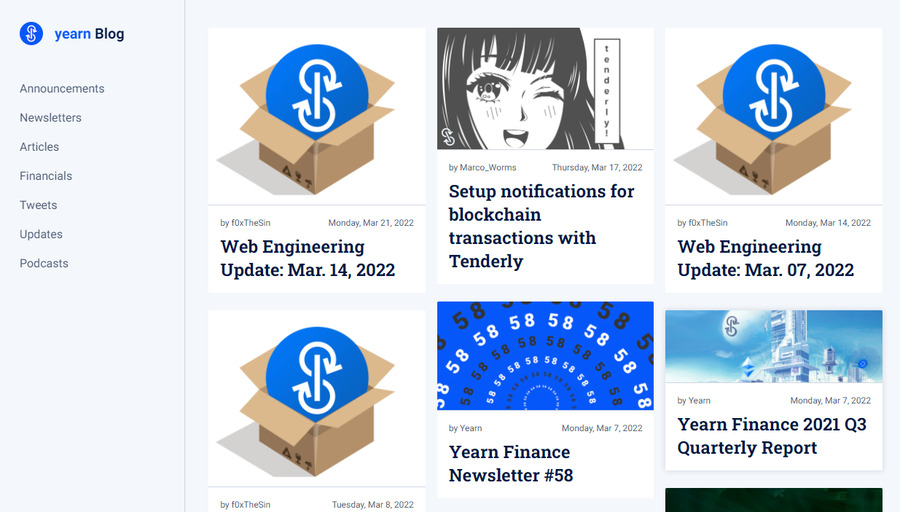 yearn Blog
Announcements
Newsletters
Articles
Financials
Tweets
Updates
Podcasts
by f0xTheSin Monday, Mar 21, 2022
Web Engineering
Update: Mar. 14, 2022
by f0xTheSin Tuesday, Mar 8, 2022
tenderly!
by Marco_Worms Thursday, Mar 17, 2022
Setup notifications for
blockchain
transactions with
Tenderly
58 58 58 58 58 58 58
by Yearn Monday, Mar 7, 2022
Yearn Finance
Newsletter #58
by f0xTheSin Monday, Mar 14, 2022
Web Engineering
Update: Mar. 07, 2022
by Yearn Monday, Mar 7, 2022
Yearn Finance 2021 Q3
Quarterly Report